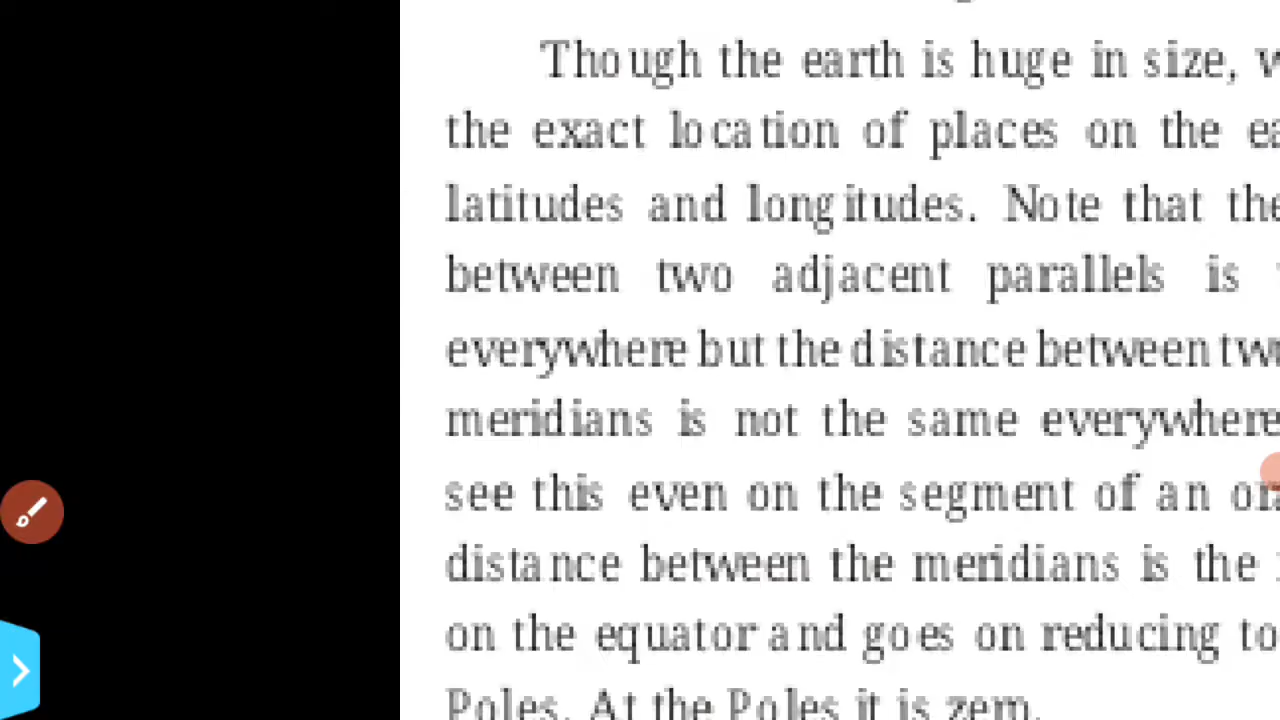 Though the earth is huge in size, w
the exact location of places on the ea
latitudes and longitudes. Note that the
between two adjacent parallels is
everywhere but the distance between two
meridians is not the same everywhere
see this even on the segment of an or
distance between the meridians is the
on the equator and goes on reducing to
Poles. At the Poles it is zero.